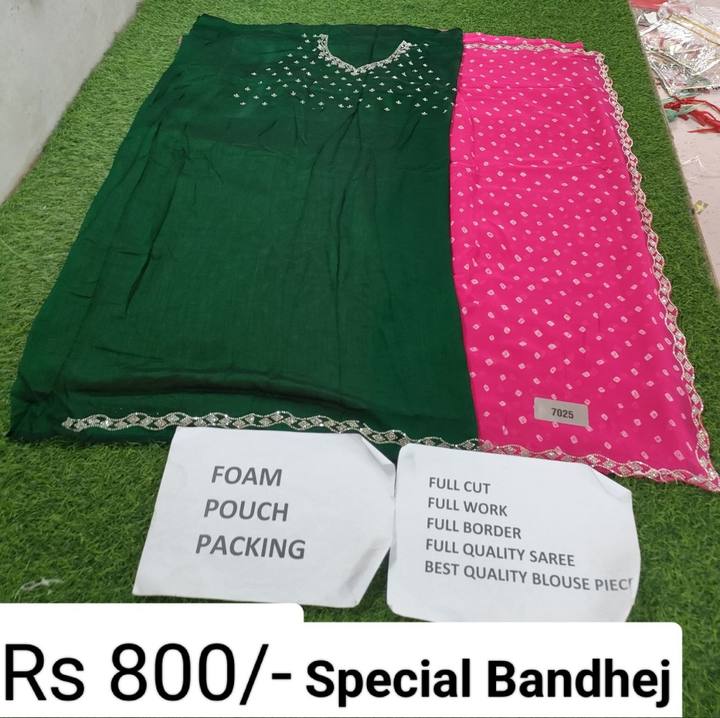 7025
FOAM
POUCH
PACKING
FULL CUT
FULL WORK
FULL BORDER
FULL QUALITY SAREE
BEST QUALITY BLOUSE PIEC
Rs 800/- Special Bandhej